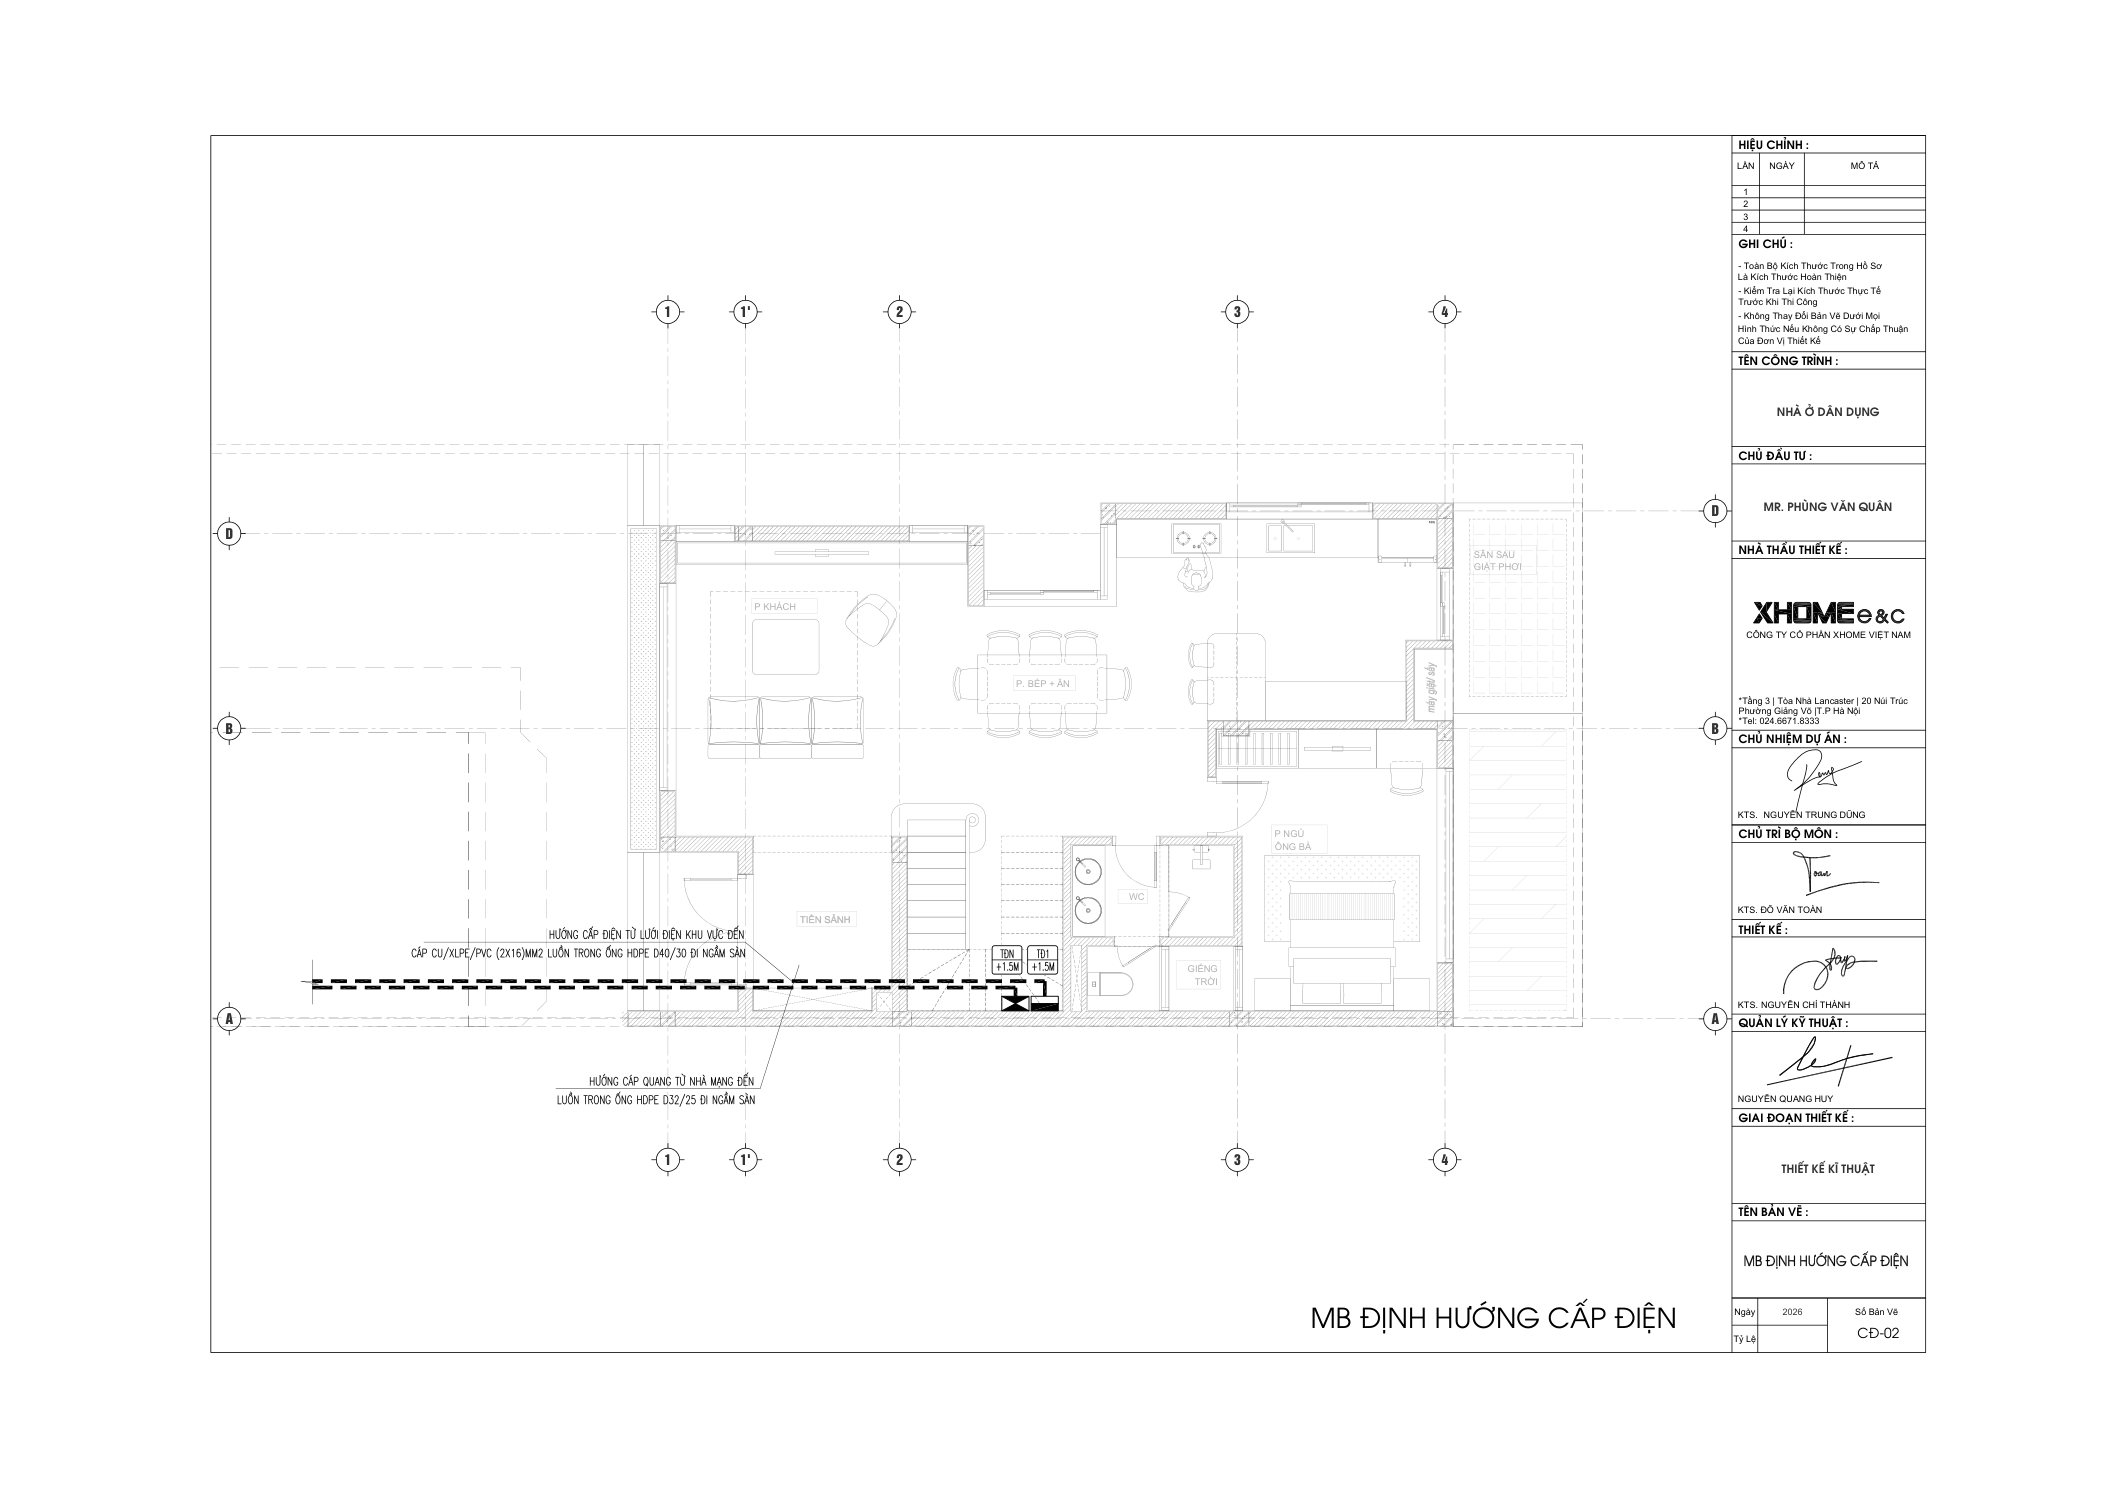 HIỆU CHỈNH :
LẦN NGÀY MÔ TẢ
1
2
3
4
GHI CHÚ :
- Toàn Bộ Kích Thước Trong Hồ Sơ
Là Kích Thước Hoàn Thiện
- Kiểm Tra Lại Kích Thước Thực Tế
Trước Khi Thi Công
- Không Thay Đổi Bản Vẽ Dưới Mọi
Hình Thức Nếu Không Có Sự Chấp Thuận
Của Đơn Vị Thiết Kế
TÊN CÔNG TRÌNH :
NHÀ Ở DÂN DỤNG
CHỦ ĐẦU TƯ :
MR. PHÙNG VĂN QUÂN
NHÀ THẦU THIẾT KẾ :
XHOME e&c
CÔNG TY CỔ PHẦN XHOME VIỆT NAM
*Tầng 3 | Tòa Nhà Lancaster | 20 Núi Trúc
Phường Giảng Võ |T.P Hà Nội
*Tel: 024.6671.8333
CHỦ NHIỆM DỰ ÁN :
KTS. NGUYỄN TRUNG DŨNG
CHỦ TRÌ BỘ MÔN :
KTS. ĐỖ VĂN TOÀN
THIẾT KẾ :
KTS. NGUYỄN CHÍ THÀNH
QUẢN LÝ KỸ THUẬT :
NGUYỄN QUANG HUY
GIAI ĐOẠN THIẾT KẾ :
THIẾT KẾ KĨ THUẬT
TÊN BẢN VẼ :
MB ĐỊNH HƯỚNG CẤP ĐIỆN
Ngày 2026 Số Bản Vẽ
Tỷ Lệ CĐ-02
1 1' 2 3 4
D D
SÂN SAU
GIẶT PHƠI
P KHÁCH
P. BẾP + ĂN
máy giặt/ sấy
B B
P NGỦ
ÔNG BÀ
WC
TIỀN SẢNH
HƯỚNG CẤP ĐIỆN TỪ LƯỚI ĐIỆN KHU VỰC ĐẾN
CÁP CU/XLPE/PVC (2X16)MM2 LUỒN TRONG ỐNG HDPE D40/30 ĐI NGẦM SÀN
TĐN TĐ1
+1.5M +1.5M
GIẾNG
TRỜI
A A
HƯỚNG CÁP QUANG TỪ NHÀ MẠNG ĐẾN
LUỒN TRONG ỐNG HDPE D32/25 ĐI NGẦM SÀN
1 1' 2 3 4
MB ĐỊNH HƯỚNG CẤP ĐIỆN